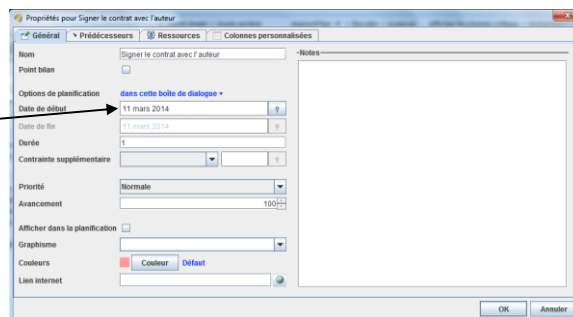 Propriétés pour Signer le contrat avec l'auteur
Général Prédécesseurs Ressources Colonnes personnalisées
Nom Signer le contrat avec l'auteur
Notes
Point bilan
Options de planification dans cette boîte de dialogue
Date de début 11 mars 2014
Date de fin 11 mars 2014
Durée 1
Contrainte supplémentaire
Priorité Normale
Avancement 100
Afficher dans la planification
Graphisme
Couleurs Couleur Défaut
Lien internet
OK Annuler